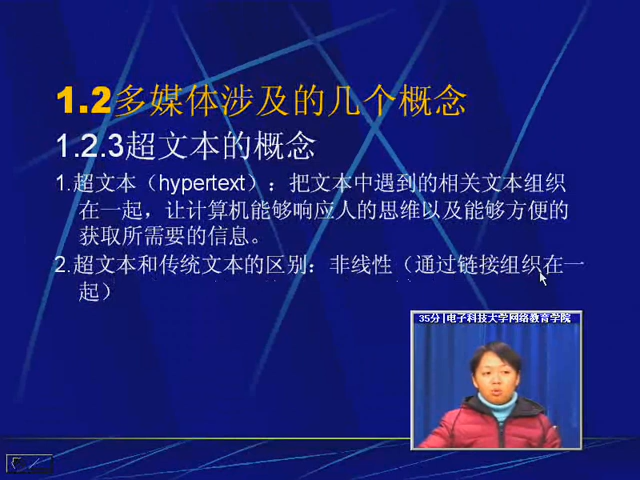 1.2多媒体涉及的几个概念
1.2.3超文本的概念
1.超文本（hypertext）：把文本中遇到的相关文本组织
在一起，让计算机能够响应人的思维以及能够方便的
获取所需要的信息。
2.超文本和传统文本的区别：非线性（通过链接组织在一
起）
35分|电子科技大学网络教育学院